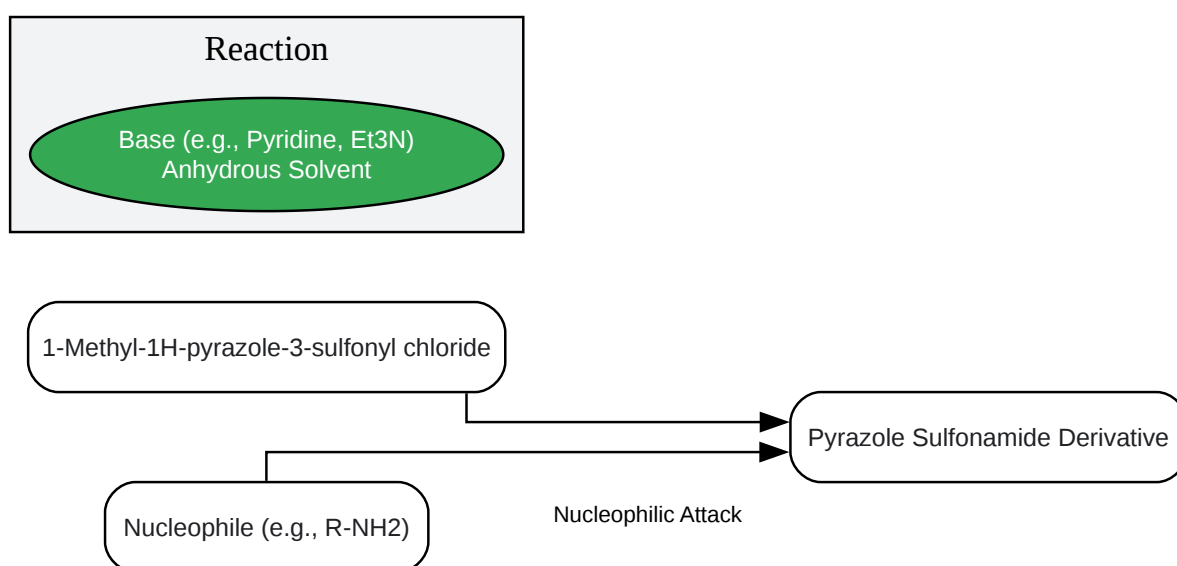 Reaction
Base (e.g., Pyridine, Et3N)
Anhydrous Solvent
1-Methyl-1H-pyrazole-3-sulfonyl chloride
Pyrazole Sulfonamide Derivative
Nucleophile (e.g., R-NH2)
Nucleophilic Attack